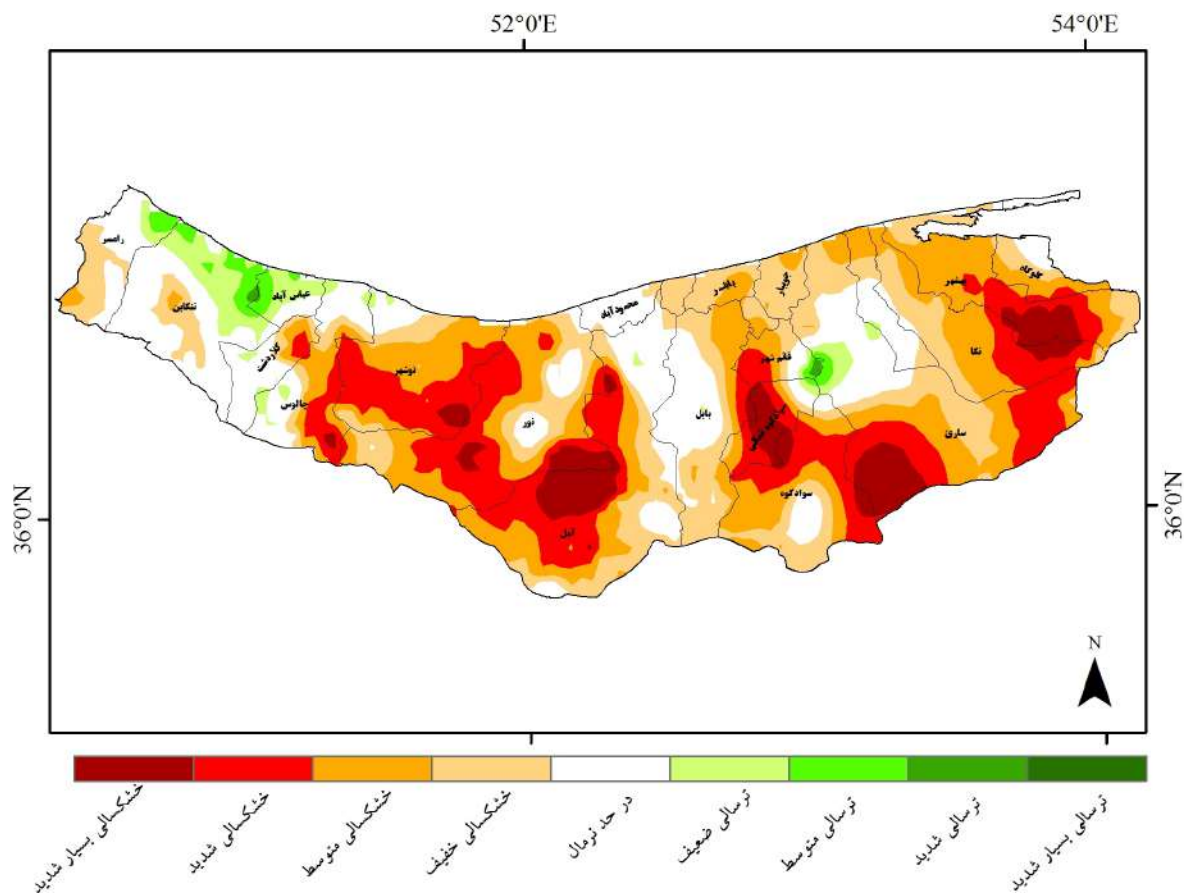 52°0'E
54°0'E
رامسر
تنکابن
عباس آباد
کلاردشت
چالوس
نوشهر
نور
آمل
محمود آباد
بابل
بابلسر
جویبار
قائم شهر
سوادکوه شمالی
سوادکوه
ساری
نکا
بهشهر
گلوگاه
36°0'N
36°0'N
N
خشکسالی بسیار شدید
خشکسالی شدید
خشکسالی متوسط
خشکسالی خفیف
در حد نرمال
ترسالی ضعیف
ترسالی متوسط
ترسالی شدید
ترسالی بسیار شدید